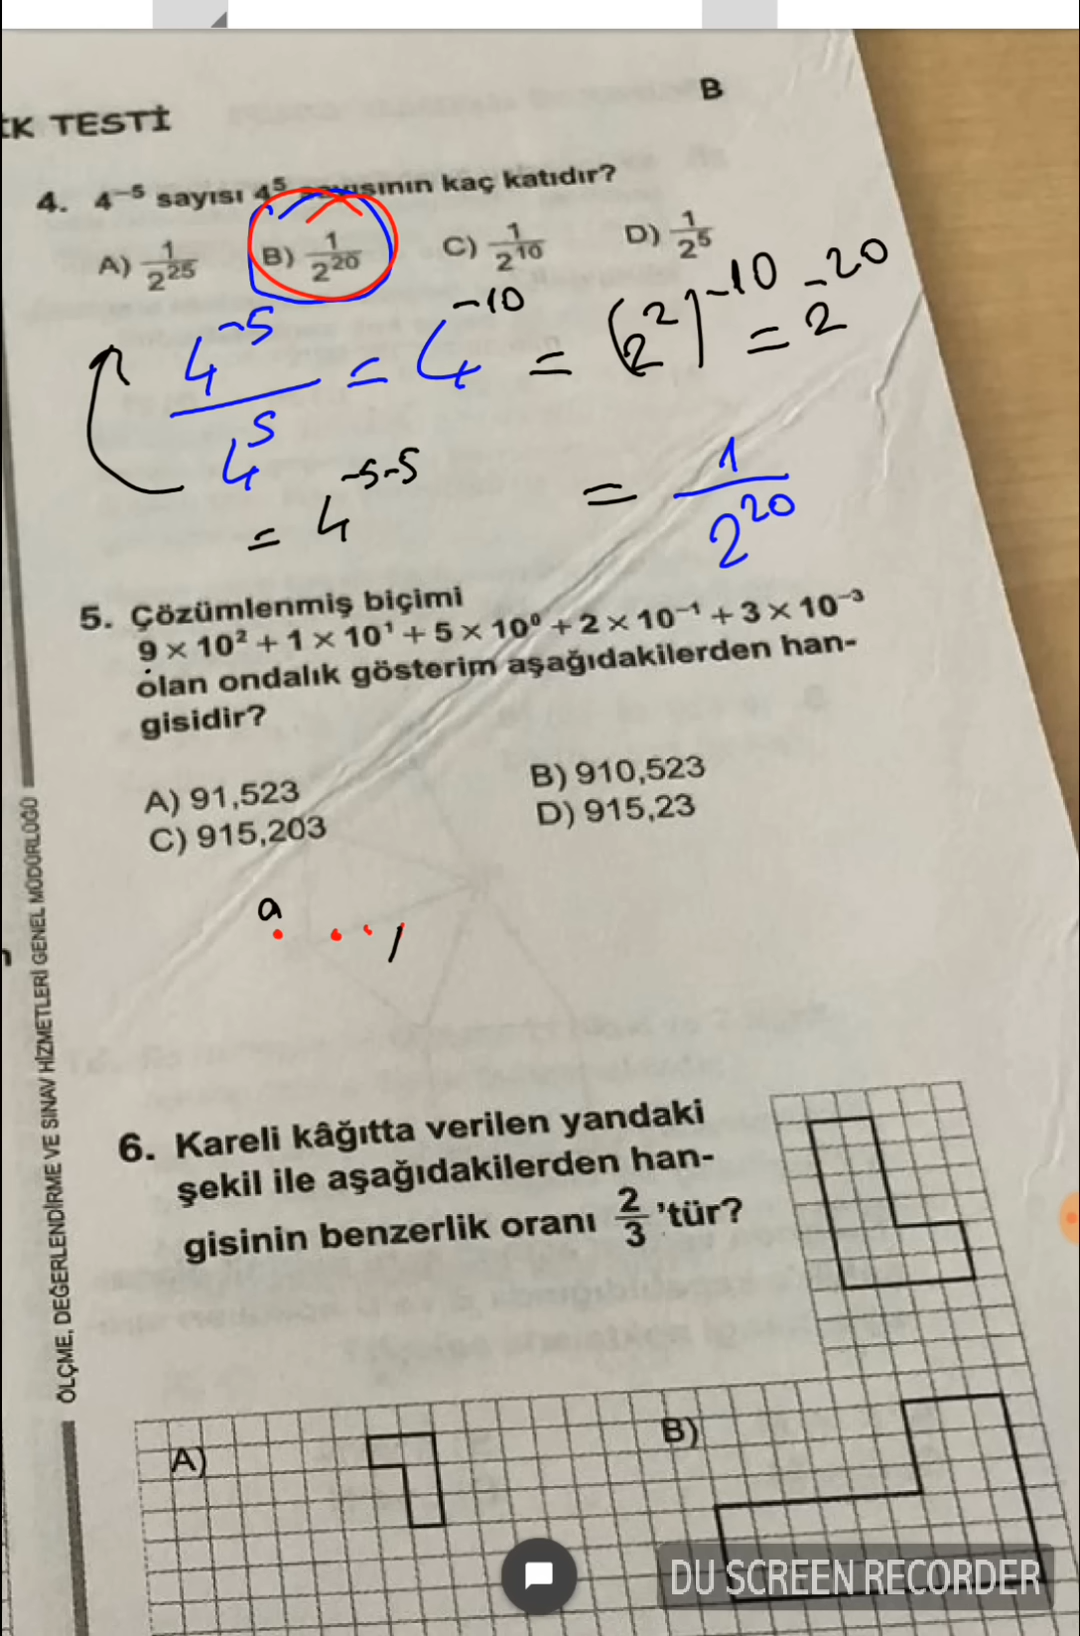 B
İK TESTİ
4. 4⁻⁵ sayısı 4⁵ sayısının kaç katıdır?
A) 1/2²⁵ B) 1/2²⁰ C) 1/2¹⁰ D) 1/2⁵
4⁻⁵/4⁵ = 4⁻¹⁰ = (2²)⁻¹⁰ = 2⁻²⁰
= 4⁻⁵⁻⁵ = 1/2²⁰
5. Çözümlenmiş biçimi
9 × 10² + 1 × 10¹ + 5 × 10⁰ + 2 × 10⁻¹ + 3 × 10⁻³
olan ondalık gösterim aşağıdakilerden han-
gisidir?
A) 91,523 B) 910,523
C) 915,203 D) 915,23
9 ,
6. Kareli kâğıtta verilen yandaki
şekil ile aşağıdakilerden han-
gisinin benzerlik oranı 2/3 'tür?
A) B)
ÖLÇME, DEĞERLENDİRME VE SINAV HİZMETLERİ GENEL MÜDÜRLÜĞÜ
DU SCREEN RECORDER